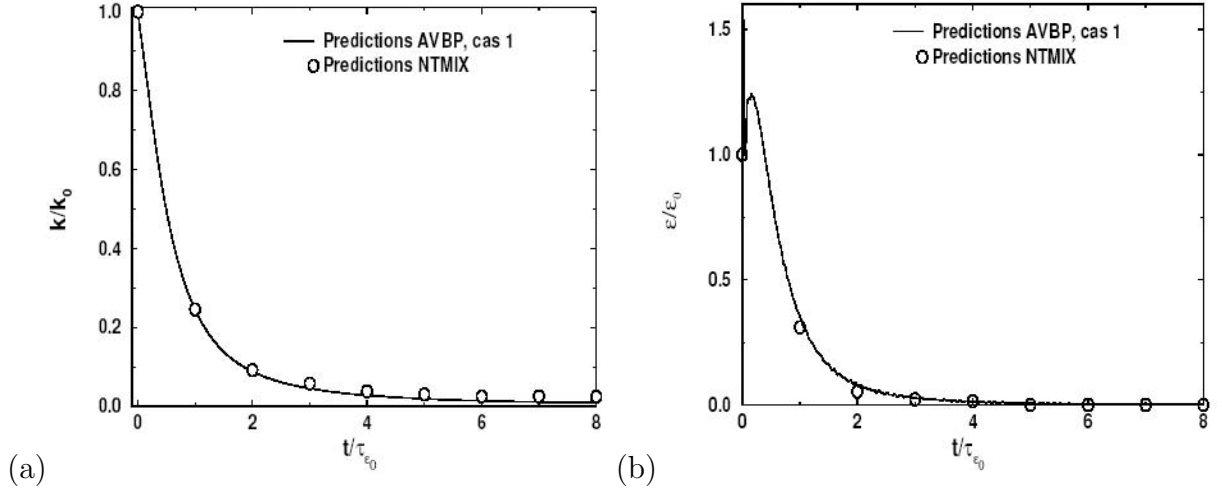 1.0
0.8
0.6
0.4
0.2
0.0
k/k₀
Predictions AVBP, cas 1
Predictions NTMIX
0 2 4 6 8
t/τ_ε₀
(a)
1.5
1.0
0.5
0.0
ε/ε₀
Predictions AVBP, cas 1
Predictions NTMIX
0 2 4 6 8
t/τ_ε₀
(b)